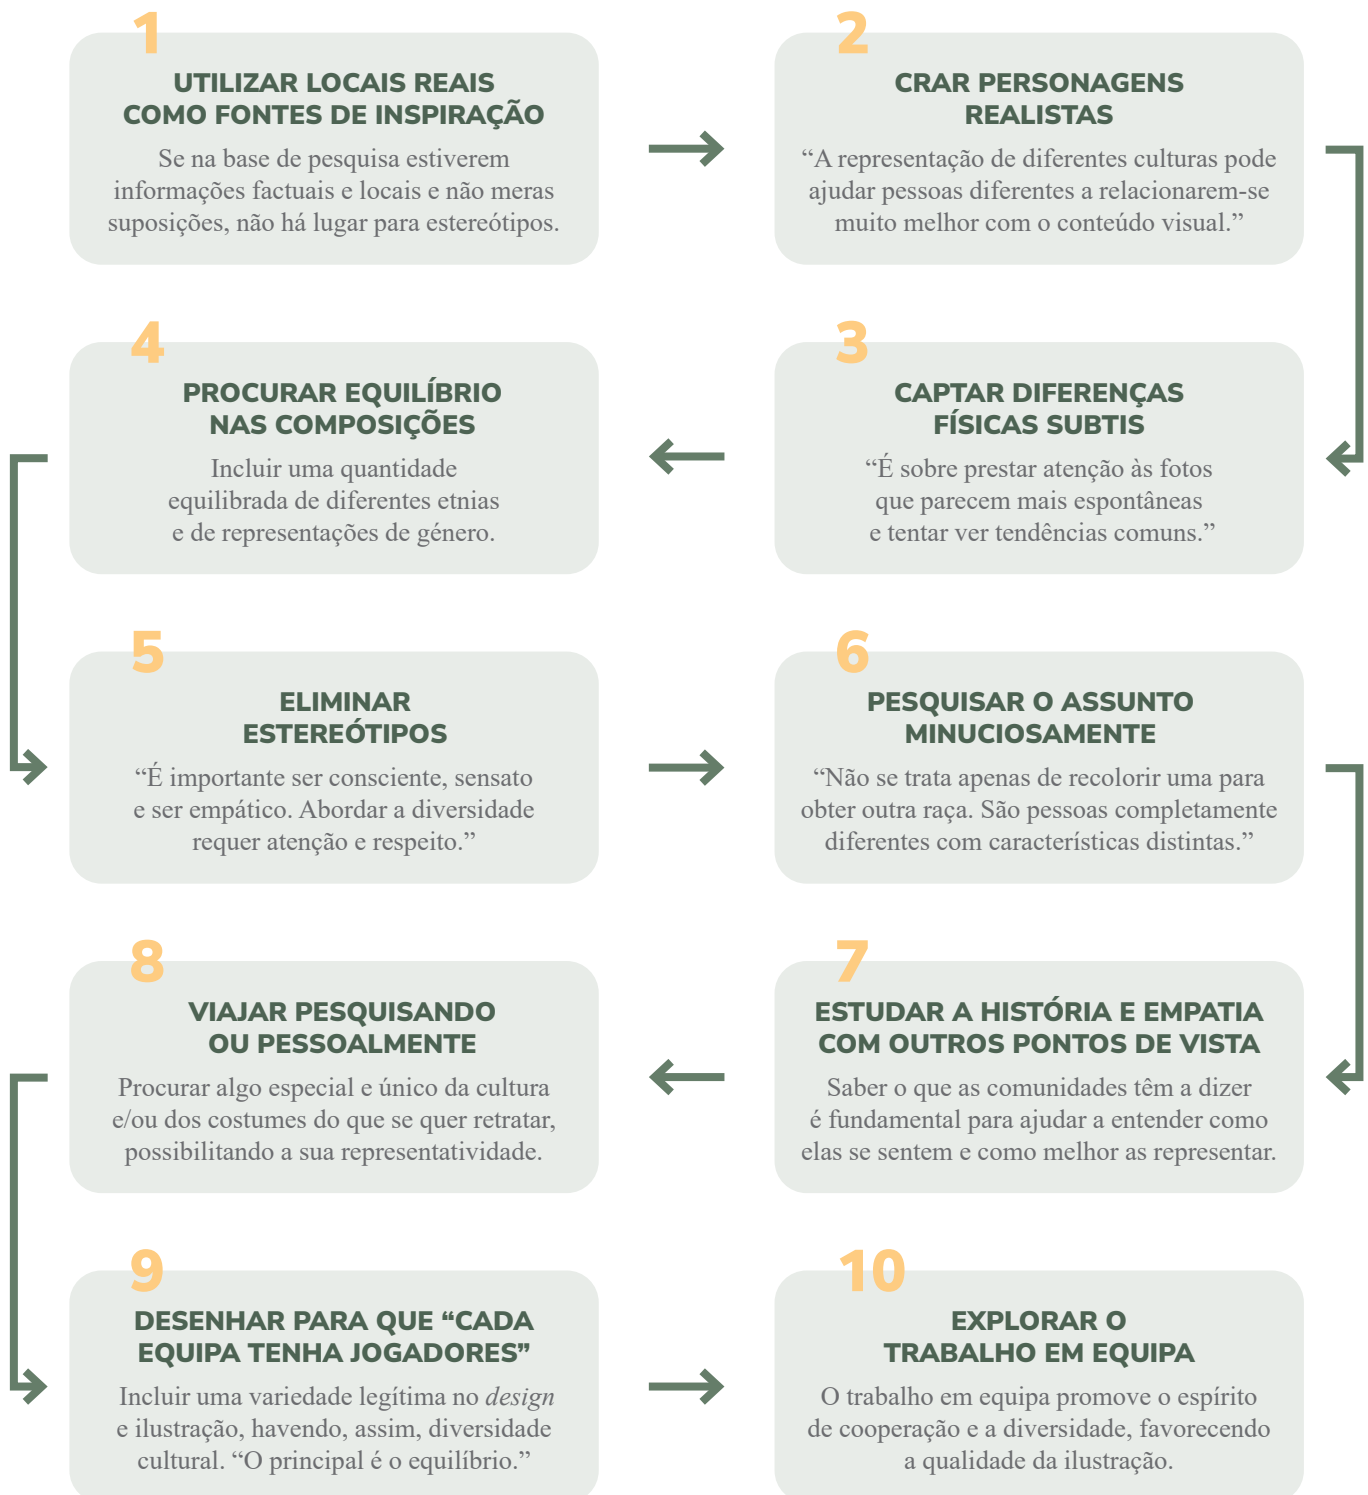 1
UTILIZAR LOCAIS REAIS
COMO FONTES DE INSPIRAÇÃO
Se na base de pesquisa estiverem
informações factuais e locais e não meras
suposições, não há lugar para estereótipos.
2
CRAR PERSONAGENS
REALISTAS
“A representação de diferentes culturas pode
ajudar pessoas diferentes a relacionarem-se
muito melhor com o conteúdo visual.”
3
CAPTAR DIFERENÇAS
FÍSICAS SUBTIS
“É sobre prestar atenção às fotos
que parecem mais espontâneas
e tentar ver tendências comuns.”
4
PROCURAR EQUILÍBRIO
NAS COMPOSIÇÕES
Incluir uma quantidade
equilibrada de diferentes etnias
e de representações de género.
5
ELIMINAR
ESTEREÓTIPOS
“É importante ser consciente, sensato
e ser empático. Abordar a diversidade
requer atenção e respeito.”
6
PESQUISAR O ASSUNTO
MINUCIOSAMENTE
“Não se trata apenas de recolorir uma para
obter outra raça. São pessoas completamente
diferentes com características distintas.”
7
ESTUDAR A HISTÓRIA E EMPATIA
COM OUTROS PONTOS DE VISTA
Saber o que as comunidades têm a dizer
é fundamental para ajudar a entender como
elas se sentem e como melhor as representar.
8
VIAJAR PESQUISANDO
OU PESSOALMENTE
Procurar algo especial e único da cultura
e/ou dos costumes do que se quer retratar,
possibilitando a sua representatividade.
9
DESENHAR PARA QUE “CADA
EQUIPA TENHA JOGADORES”
Incluir uma variedade legítima no design
e ilustração, havendo, assim, diversidade
cultural. “O principal é o equilíbrio.”
10
EXPLORAR O
TRABALHO EM EQUIPA
O trabalho em equipa promove o espírito
de cooperação e a diversidade, favorecendo
a qualidade da ilustração.